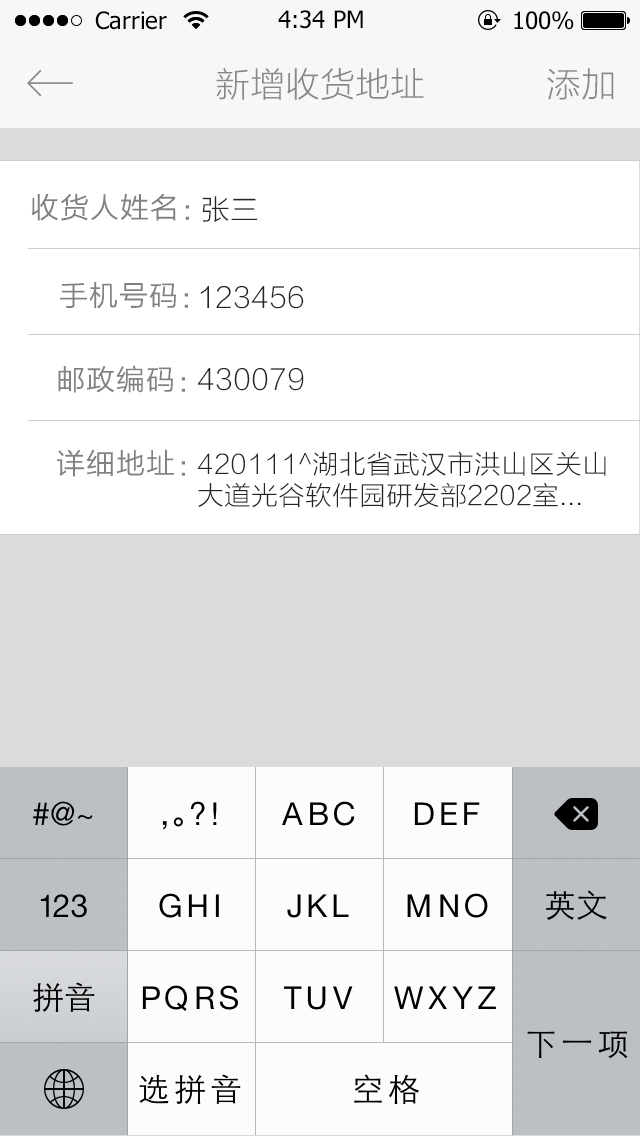 Carrier 4:34 PM 100%
新增收货地址 添加
收货人姓名: 张三
手机号码: 123456
邮政编码: 430079
详细地址: 420111^湖北省武汉市洪山区关山
大道光谷软件园研发部2202室...
#@~ ,。?! ABC DEF
123 GHI JKL MNO 英文
拼音 PQRS TUV WXYZ
下一项
选拼音 空格